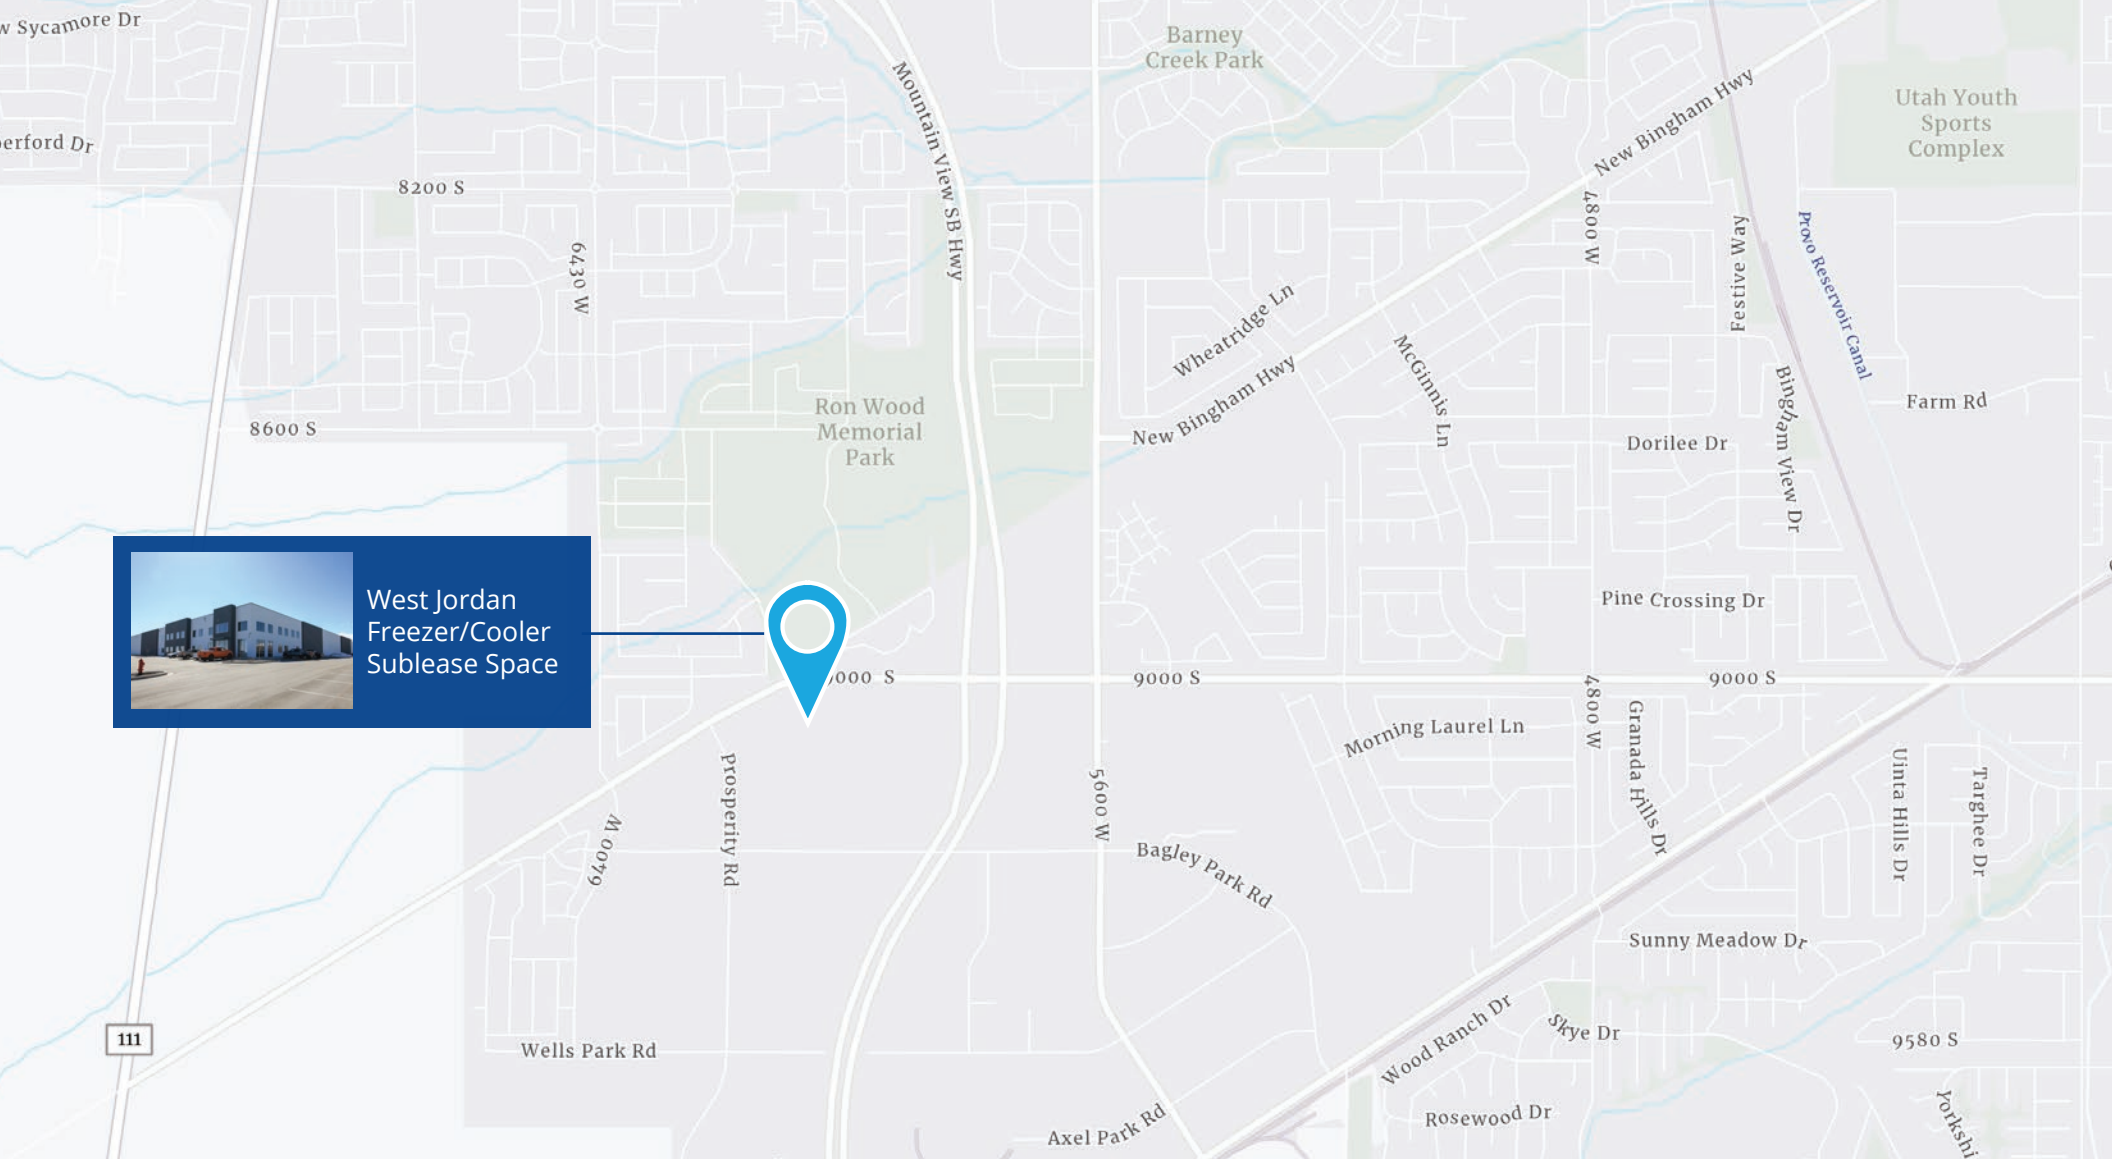 Sycamore Dr
Barney
Creek Park
Mountain View SB Hwy
New Bingham Hwy
Utah Youth
Sports
Complex
erford Dr
8200 S
4800 W
6430 W
Festive Way
Provo Reservoir Canal
Wheatridge Ln
McGinnis Ln
New Bingham Hwy
Bingham View Dr
Farm Rd
Ron Wood
Memorial
Park
8600 S
Dorilee Dr
West Jordan
Freezer/Cooler
Sublease Space
Pine Crossing Dr
000 S
9000 S
9000 S
4800 W
Granada Hills Dr
Morning Laurel Ln
Prosperity Rd
5600 W
Uinta Hills Dr
Targhee Dr
6400 W
Bagley Park Rd
Sunny Meadow Dr
111
Wells Park Rd
Wood Ranch Dr
Skye Dr
9580 S
Axel Park Rd
Rosewood Dr
Yorkshi